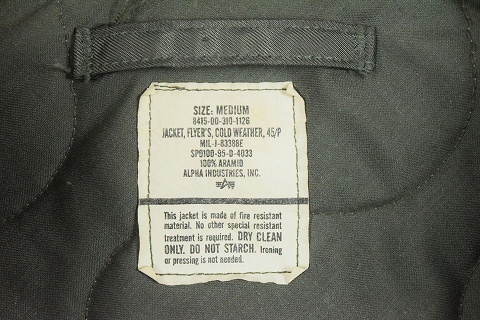 SIZE: MEDIUM
8415-00-310-1126
JACKET, FLYER'S, COLD WEATHER, 45/P
MIL-J-83388E
SPO100-95-D-4033
100% ARAMID
ALPHA INDUSTRIES, INC.
This jacket is made of fire resistant
material. No other special resistant
treatment is required. DRY CLEAN
ONLY. DO NOT STARCH. Ironing
or pressing is not needed.